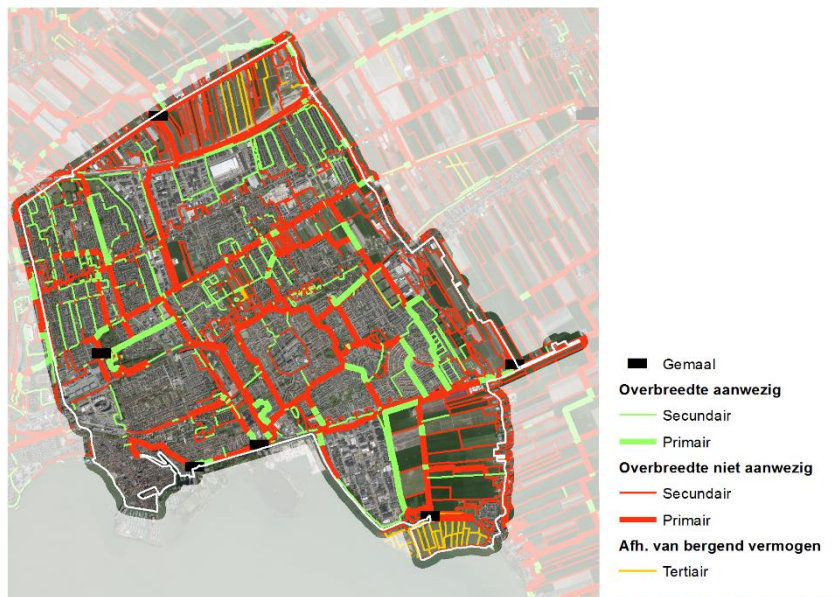 Gemaal
Overbreedte aanwezig
Secundair
Primair
Overbreedte niet aanwezig
Secundair
Primair
Afh. van bergend vermogen
Tertiair